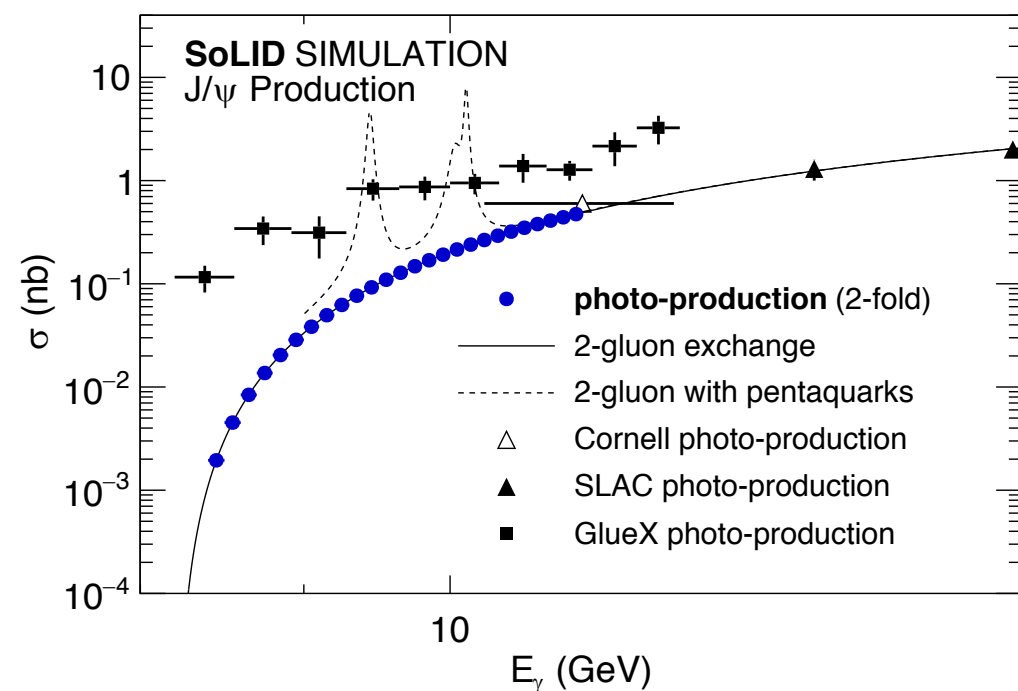 SoLID SIMULATION
J/ψ Production
σ (nb)
10
1
10⁻¹
10⁻²
10⁻³
10⁻⁴
photo-production (2-fold)
2-gluon exchange
2-gluon with pentaquarks
Cornell photo-production
SLAC photo-production
GlueX photo-production
10
Eᵧ (GeV)